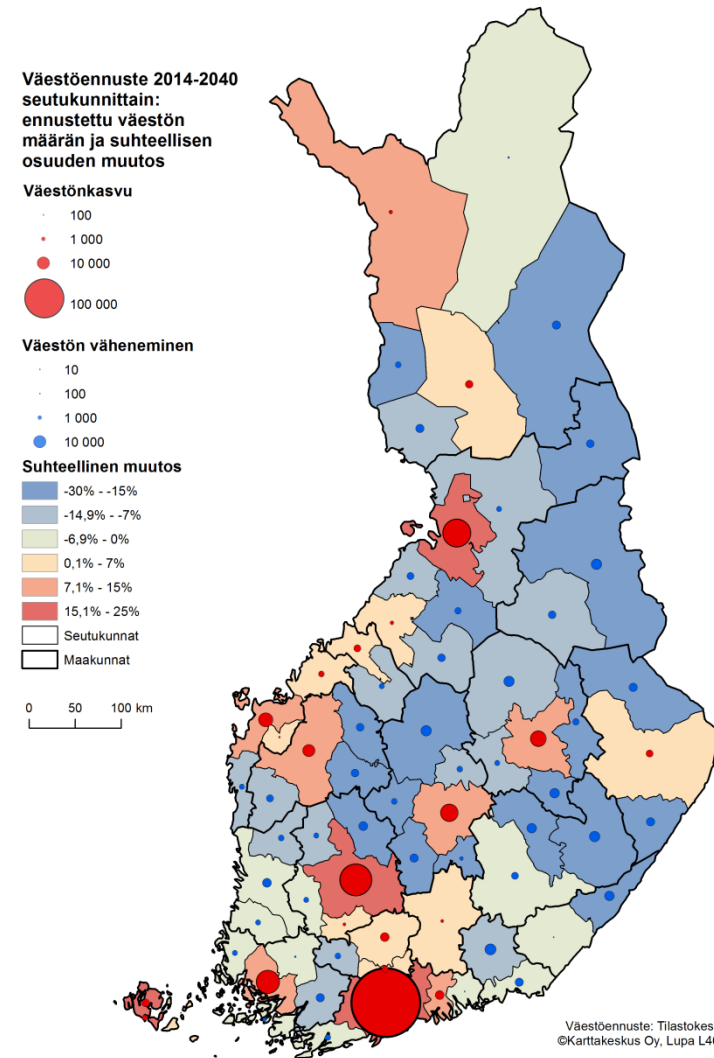 Väestöennuste 2014-2040
seutukunnittain:
ennustettu väestön
määrän ja suhteellisen
osuuden muutos
Väestönkasvu
100
1 000
10 000
100 000
Väestön väheneminen
10
100
1 000
10 000
Suhteellinen muutos
-30% - -15%
-14,9% - -7%
-6,9% - 0%
0,1% - 7%
7,1% - 15%
15,1% - 25%
Seutukunnat
Maakunnat
0 50 100 km
Väestöennuste: Tilastokes
©Karttakeskus Oy, Lupa L46